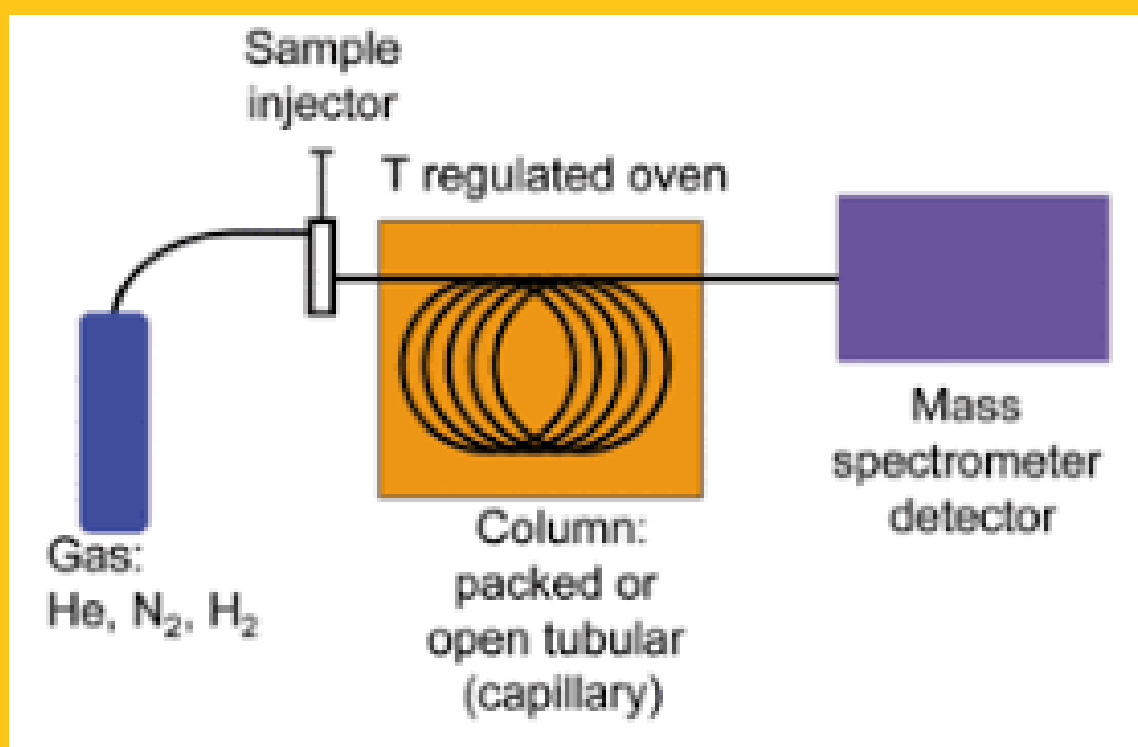 Sample
injector
T regulated oven
Mass
spectrometer
detector
Column:
packed or
open tubular
(capillary)
Gas:
He, N₂, H₂